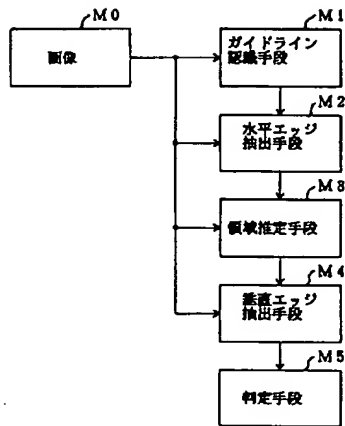 M0
画像
M1
ガイドライン
認識手段
M2
水平エッジ
抽出手段
M3
領域推定手段
M4
垂直エッジ
抽出手段
M5
判定手段